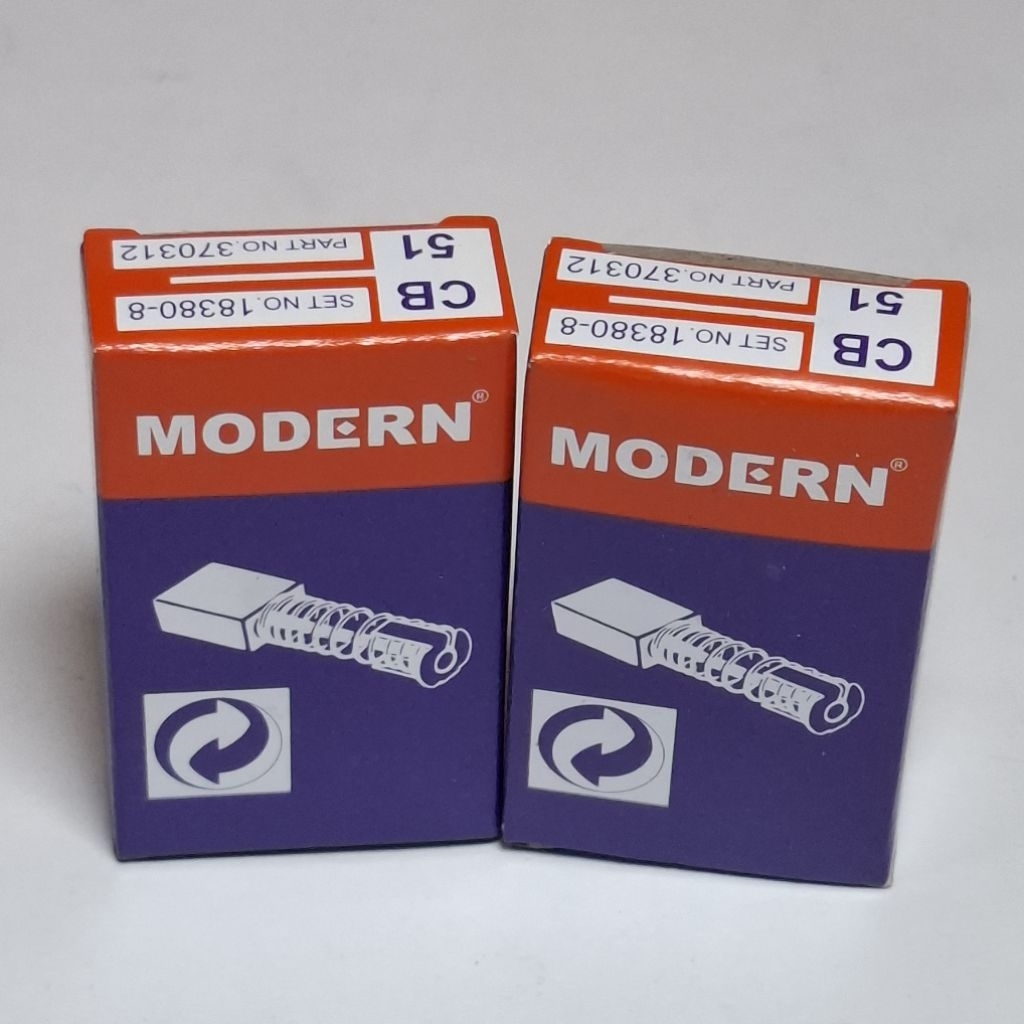 CB
51
SET NO.18380-8
PART NO.370312
MODERN®
CB
51
SET NO.18380-8
PART NO.370312
MODERN®